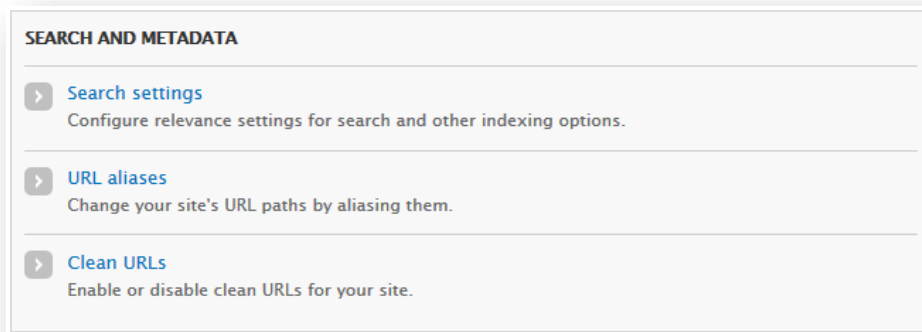 SEARCH AND METADATA
Search settings
Configure relevance settings for search and other indexing options.
URL aliases
Change your site's URL paths by aliasing them.
Clean URLs
Enable or disable clean URLs for your site.